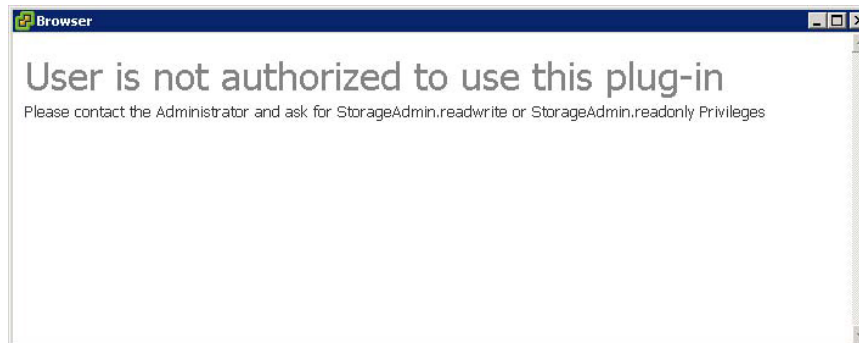 Browser
User is not authorized to use this plug-in
Please contact the Administrator and ask for StorageAdmin.readwrite or StorageAdmin.readonly Privileges